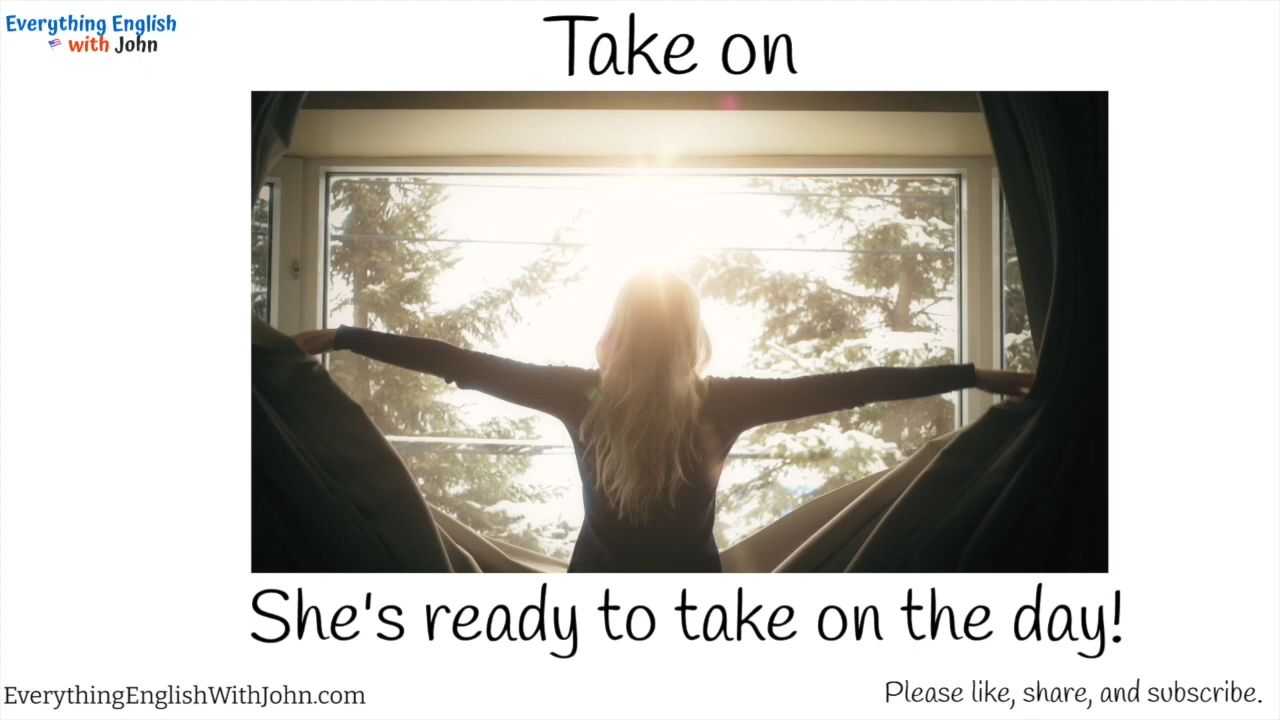 Everything English
with John
Take on
She's ready to take on the day!
EverythingEnglishWithJohn.com
Please like, share, and subscribe.